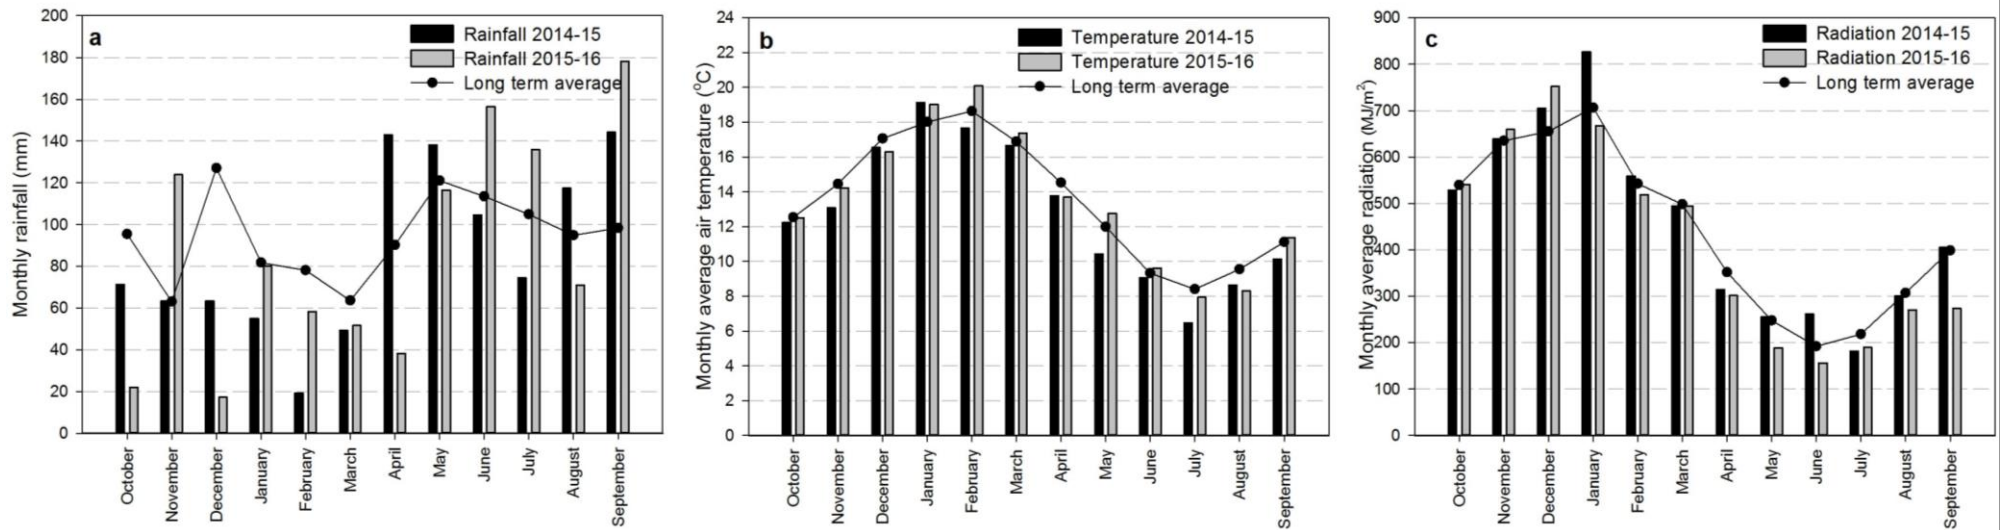 a
Rainfall 2014-15
Rainfall 2015-16
Long term average
Monthly rainfall (mm)
200
180
160
140
120
100
80
60
40
20
0
October
November
December
January
February
March
April
May
June
July
August
September
b
Temperature 2014-15
Temperature 2015-16
Long term average
Monthly average air temperature (°C)
24
22
20
18
16
14
12
10
8
6
4
2
0
October
November
December
January
February
March
April
May
June
July
August
September
c
Radiation 2014-15
Radiation 2015-16
Long term average
Monthly average radiation (MJ/m²)
900
800
700
600
500
400
300
200
100
0
October
November
December
January
February
March
April
May
June
July
August
September